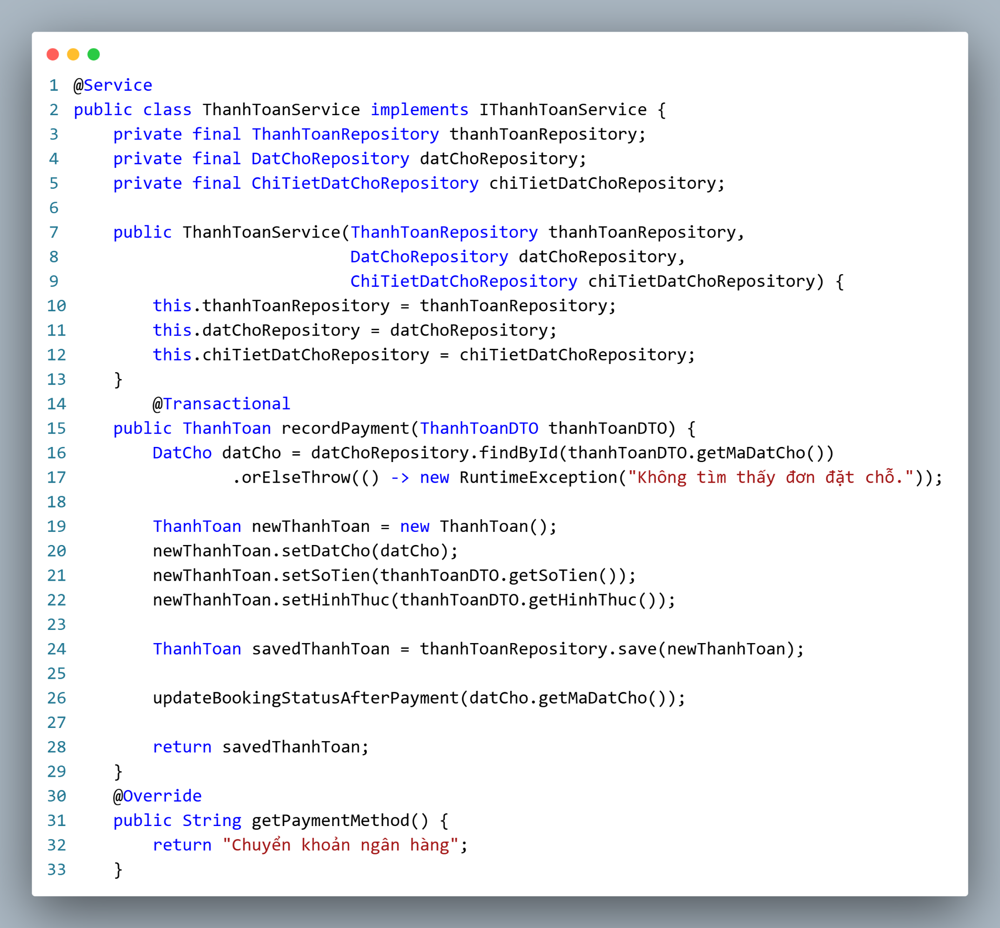 1 @Service
2 public class ThanhToanService implements IThanhToanService {
3     private final ThanhToanRepository thanhToanRepository;
4     private final DatChoRepository datChoRepository;
5     private final ChiTietDatChoRepository chiTietDatChoRepository;
6
7     public ThanhToanService(ThanhToanRepository thanhToanRepository,
8                             DatChoRepository datChoRepository,
9                             ChiTietDatChoRepository chiTietDatChoRepository) {
10         this.thanhToanRepository = thanhToanRepository;
11         this.datChoRepository = datChoRepository;
12         this.chiTietDatChoRepository = chiTietDatChoRepository;
13     }
14         @Transactional
15     public ThanhToan recordPayment(ThanhToanDTO thanhToanDTO) {
16         DatCho datCho = datChoRepository.findById(thanhToanDTO.getMaDatCho())
17                 .orElseThrow(() -> new RuntimeException("Không tìm thấy đơn đặt chỗ."));
18
19         ThanhToan newThanhToan = new ThanhToan();
20         newThanhToan.setDatCho(datCho);
21         newThanhToan.setSoTien(thanhToanDTO.getSoTien());
22         newThanhToan.setHinhThuc(thanhToanDTO.getHinhThuc());
23
24         ThanhToan savedThanhToan = thanhToanRepository.save(newThanhToan);
25
26         updateBookingStatusAfterPayment(datCho.getMaDatCho());
27
28         return savedThanhToan;
29     }
30     @Override
31     public String getPaymentMethod() {
32         return "Chuyển khoản ngân hàng";
33     }